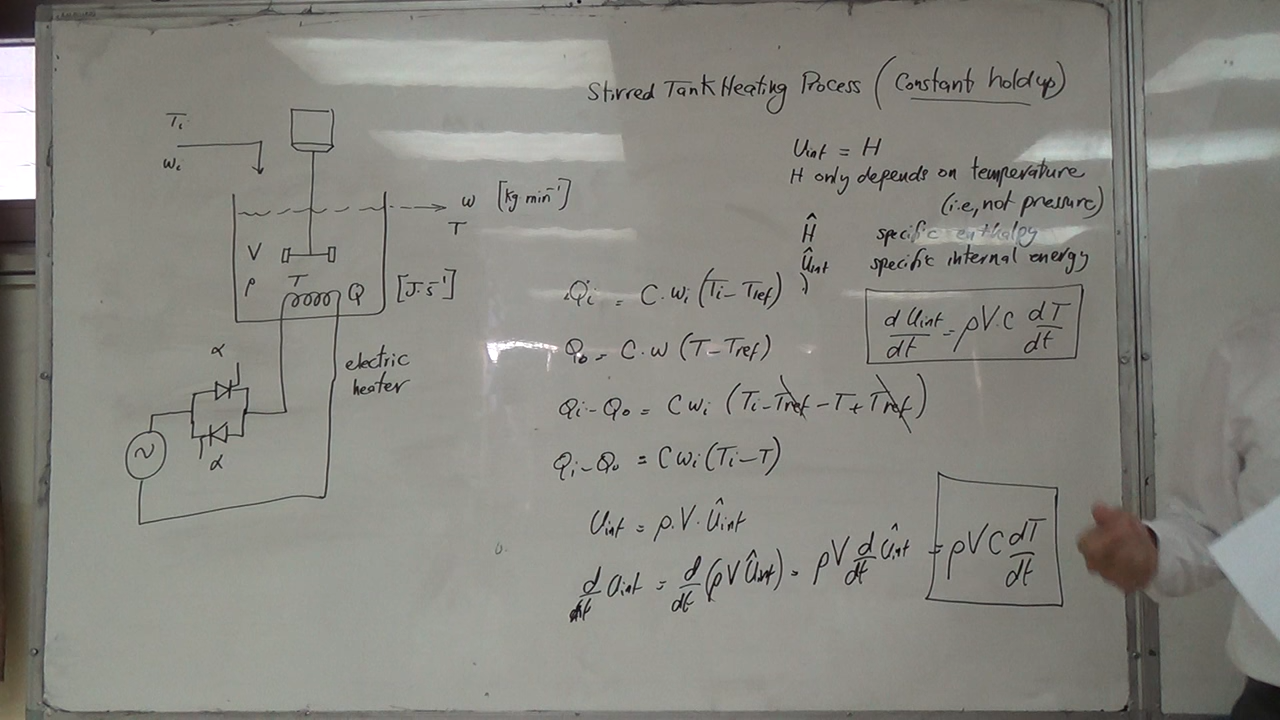 Stirred Tank Heating Process (Constant holdup)
Ti
wi
w [kg min⁻¹]
T
V
ρ
T
Q [J·s⁻¹]
electric
heater
α
α
~
Uint = H
H only depends on temperature
(i.e, not pressure)
Ĥ specific enthalpy
Ûint specific internal energy
dUint/dt = ρV·C dT/dt
Qi = C·wi (Ti - Tref)
Qo = C·w (T - Tref)
Qi - Qo = Cwi (Ti - Tref - T + Tref)
Qi - Qo = Cwi (Ti - T)
Uint = ρ·V·Ûint
d/dt Uint = d/dt (ρVÛint) = ρV d/dt Ûint = ρVC dT/dt